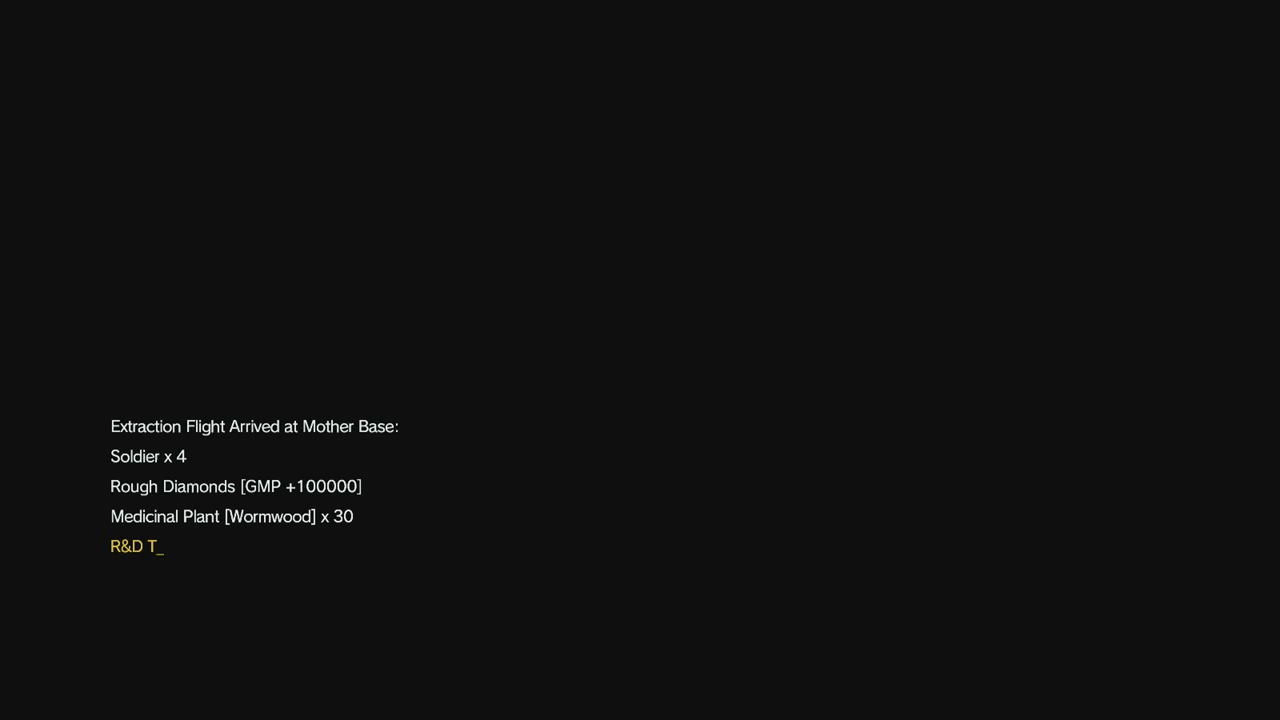 Extraction Flight Arrived at Mother Base:
Soldier x 4
Rough Diamonds [GMP +100000]
Medicinal Plant [Wormwood] x 30
R&D T_